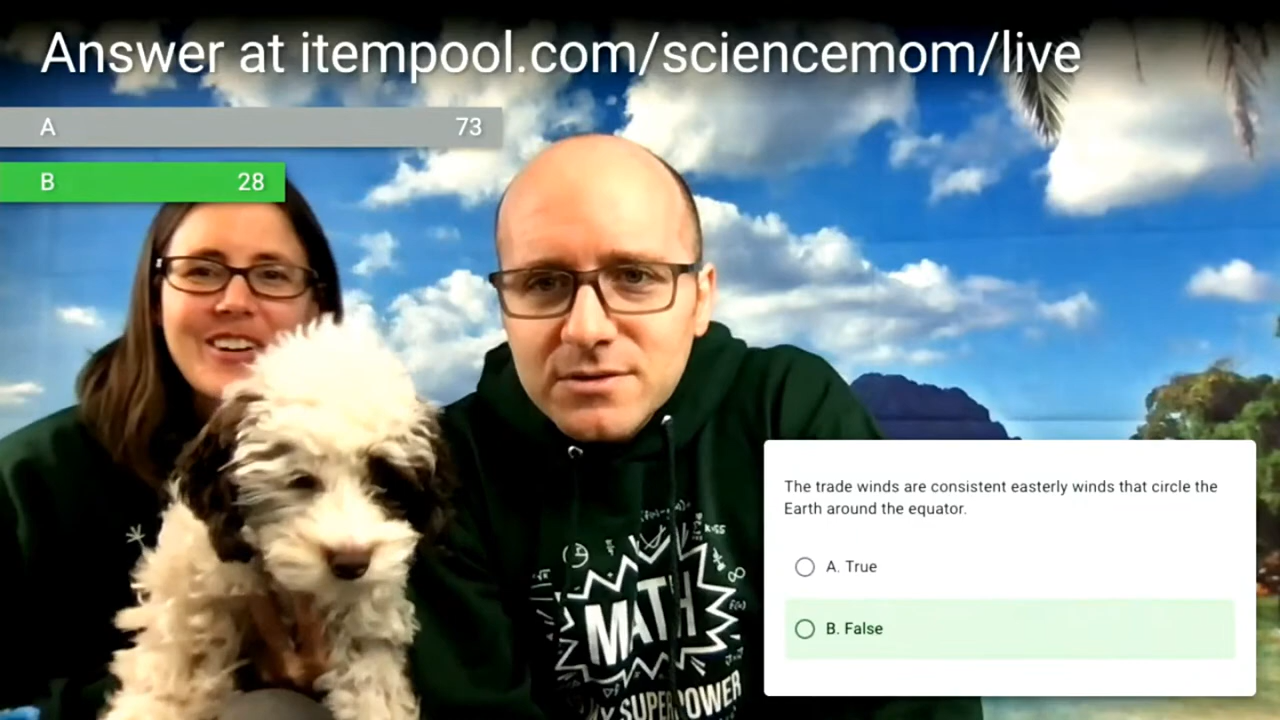 Answer at itempool.com/sciencemom/live
A 73
B 28
The trade winds are consistent easterly winds that circle the
Earth around the equator.
A. True
B. False
MATH
SUPERPOWER